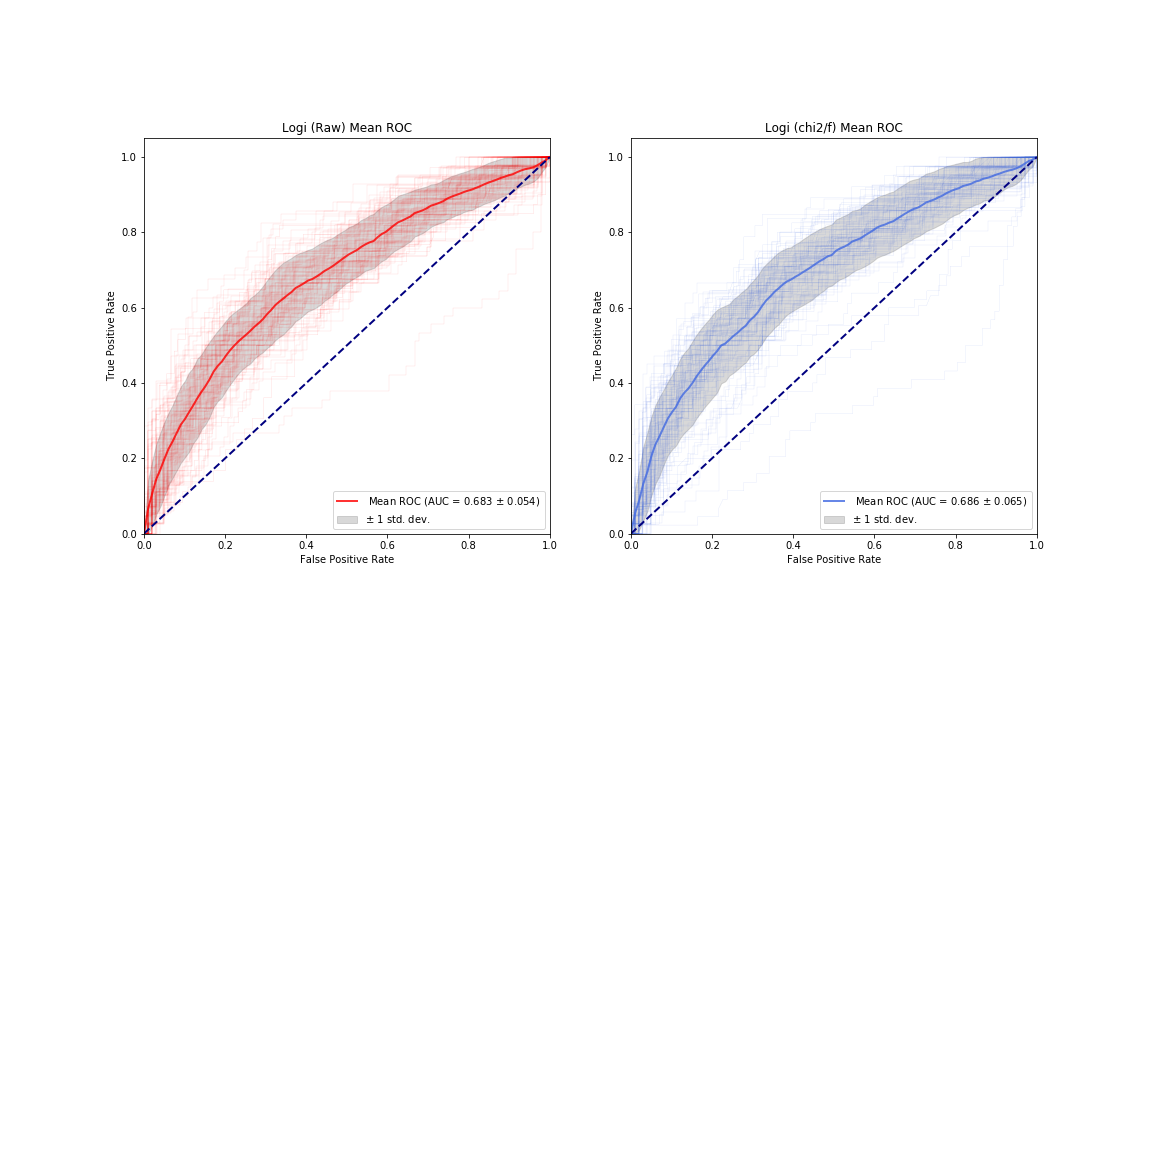 Logi (Raw) Mean ROC
True Positive Rate
1.0
0.8
0.6
0.4
0.2
0.0
0.0 0.2 0.4 0.6 0.8 1.0
False Positive Rate
Mean ROC (AUC = 0.683 ± 0.054)
± 1 std. dev.
Logi (chi2/f) Mean ROC
True Positive Rate
1.0
0.8
0.6
0.4
0.2
0.0
0.0 0.2 0.4 0.6 0.8 1.0
False Positive Rate
Mean ROC (AUC = 0.686 ± 0.065)
± 1 std. dev.